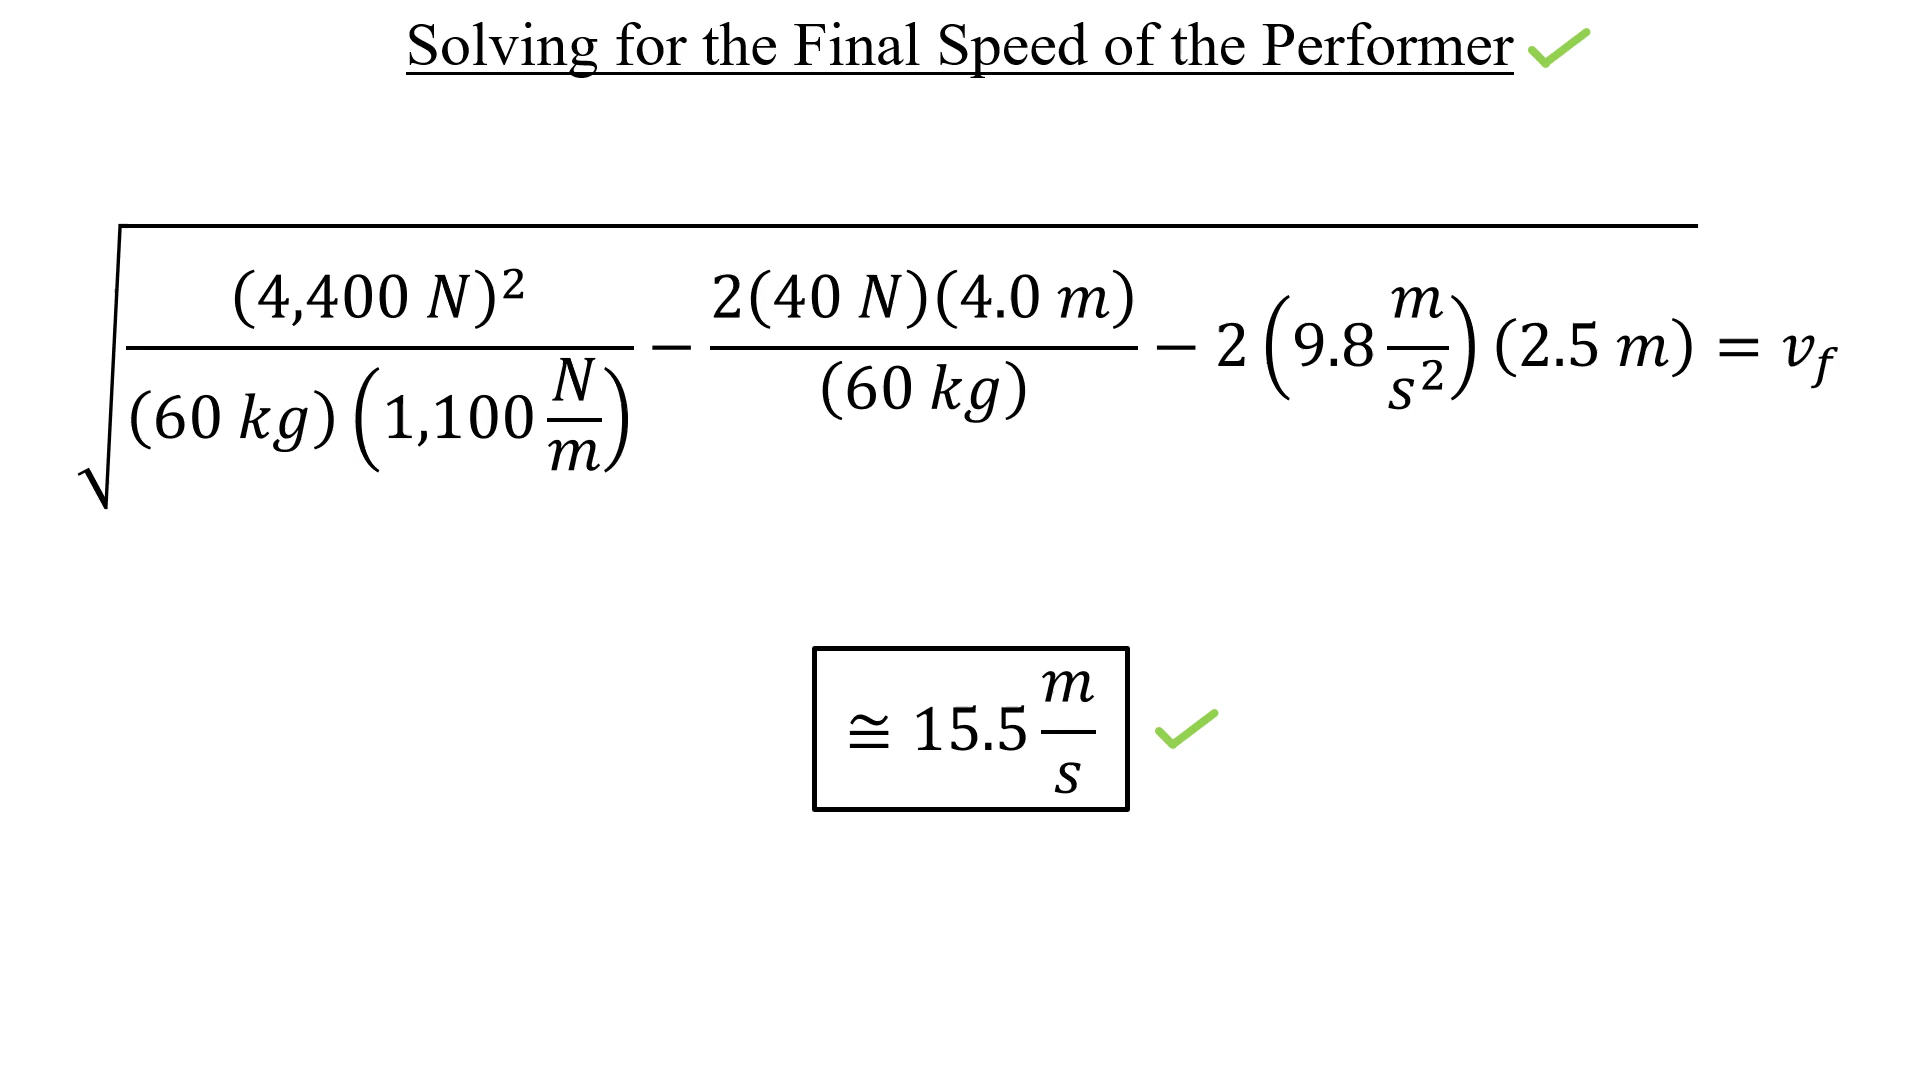 Solving for the Final Speed of the Performer
√((4,400 N)² / ((60 kg)(1,100 N/m)) − 2(40 N)(4.0 m) / (60 kg) − 2(9.8 m/s²)(2.5 m)) = v_f
≅ 15.5 m/s